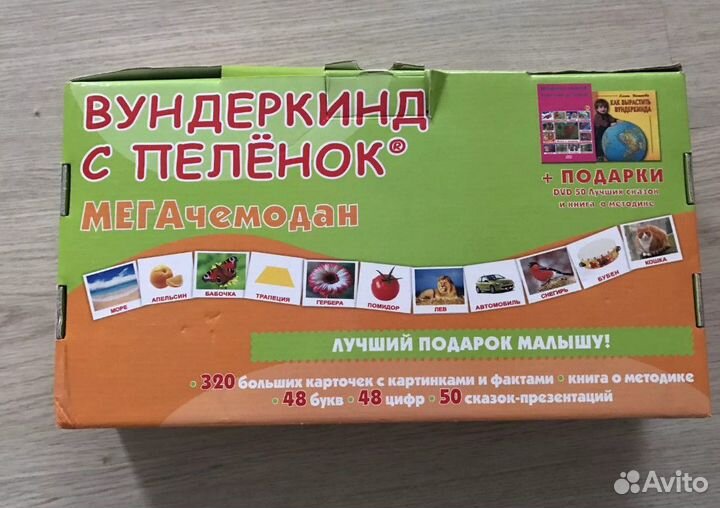 ВУНДЕРКИНД
С ПЕЛЁНОК®
МЕГАчемодан
КАК ВЫРАСТИТЬ
ВУНДЕРКИНДА
+ ПОДАРКИ
DVD 50 Лучших сказок
и книга о методике
МОРЕ
АПЕЛЬСИН
БАБОЧКА
ТРАПЕЦИЯ
ГЕРБЕРА
ПОМИДОР
ЛЕВ
АВТОМОБИЛЬ
СНЕГИРЬ
БУБЕН
КОШКА
ЛУЧШИЙ ПОДАРОК МАЛЫШУ!
• 320 больших карточек с картинками и фактами • книга о методике
• 48 букв • 48 цифр • 50 сказок-презентаций
Avito